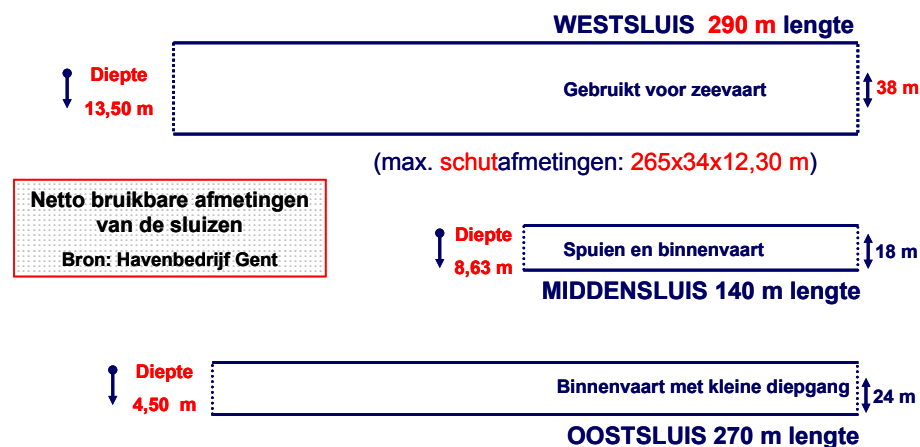 WESTSLUIS 290 m lengte
Diepte
13,50 m
Gebruikt voor zeevaart
38 m
(max. schutafmetingen: 265x34x12,30 m)
Netto bruikbare afmetingen
van de sluizen
Bron: Havenbedrijf Gent
Diepte
8,63 m
Spuien en binnenvaart
18 m
MIDDENSLUIS 140 m lengte
Diepte
4,50 m
Binnenvaart met kleine diepgang
24 m
OOSTSLUIS 270 m lengte